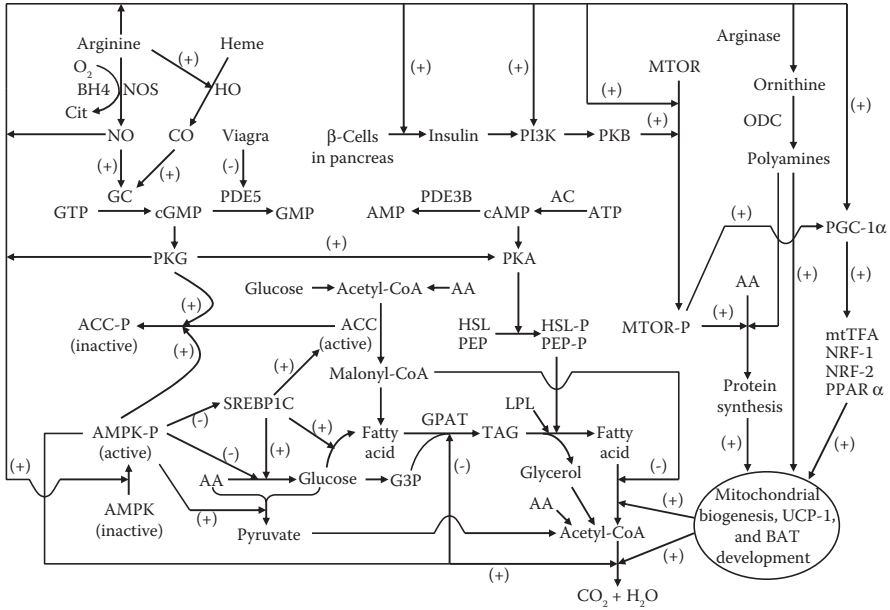 Arginine
Heme
Arginase
O2
(+)
(+)
(+)
MTOR
BH4
NOS
HO
Ornithine
(+)
Cit
ODC
NO
CO
Viagra
β-Cells
in pancreas
Insulin
PI3K
PKB
(+)
(+)
(+)
(-)
Polyamines
GC
PDE5
PDE3B
AC
GTP
cGMP
GMP
AMP
cAMP
ATP
(+)
PGC-1α
PKG
(+)
PKA
(+)
(+)
Glucose
Acetyl-CoA
AA
AA
ACC-P
(inactive)
(+)
ACC
(active)
HSL
PEP
HSL-P
PEP-P
MTOR-P
(+)
(+)
mtTFA
NRF-1
NRF-2
PPAR α
(+)
Malonyl-CoA
SREBP1C
LPL
Protein
synthesis
(-)
(+)
GPAT
AMPK-P
(active)
Fatty
acid
TAG
Fatty
acid
(+)
(+)
(-)
(+)
(-)
(-)
(+)
AA
Glucose
G3P
Glycerol
AMPK
(inactive)
(+)
AA
(+)
Mitochondrial
biogenesis, UCP-1,
and BAT
development
Pyruvate
Acetyl-CoA
(+)
(+)
CO2 + H2O